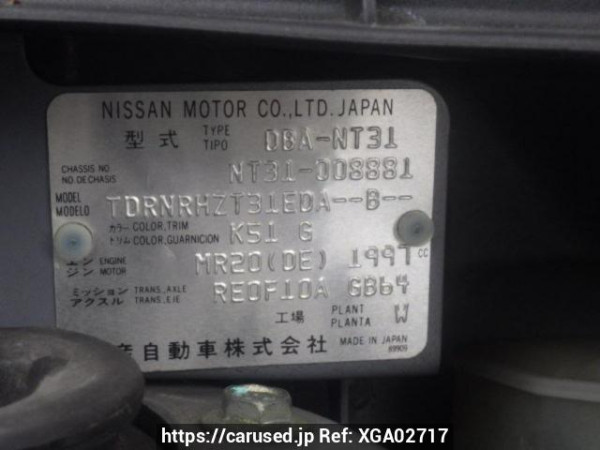 NISSAN MOTOR CO.,LTD. JAPAN
型式 TYPE TIPO DBA-NT31
CHASSIS NO. NO.DE CHASIS NT31-008881
MODEL MODELO TDRNRHZT31EDA--B--
カラー COLOR,TRIM トリム COLOR,GUARNICION K51 G
エンジン ENGINE MOTOR MR20(DE) 1997 cc
ミッション アクスル TRANS.,AXLE TRANS.,EJE RE0F10A GB64
工場 PLANT PLANTA W
産自動車株式会社 MADE IN JAPAN
89909
https://carused.jp Ref: XGA02717